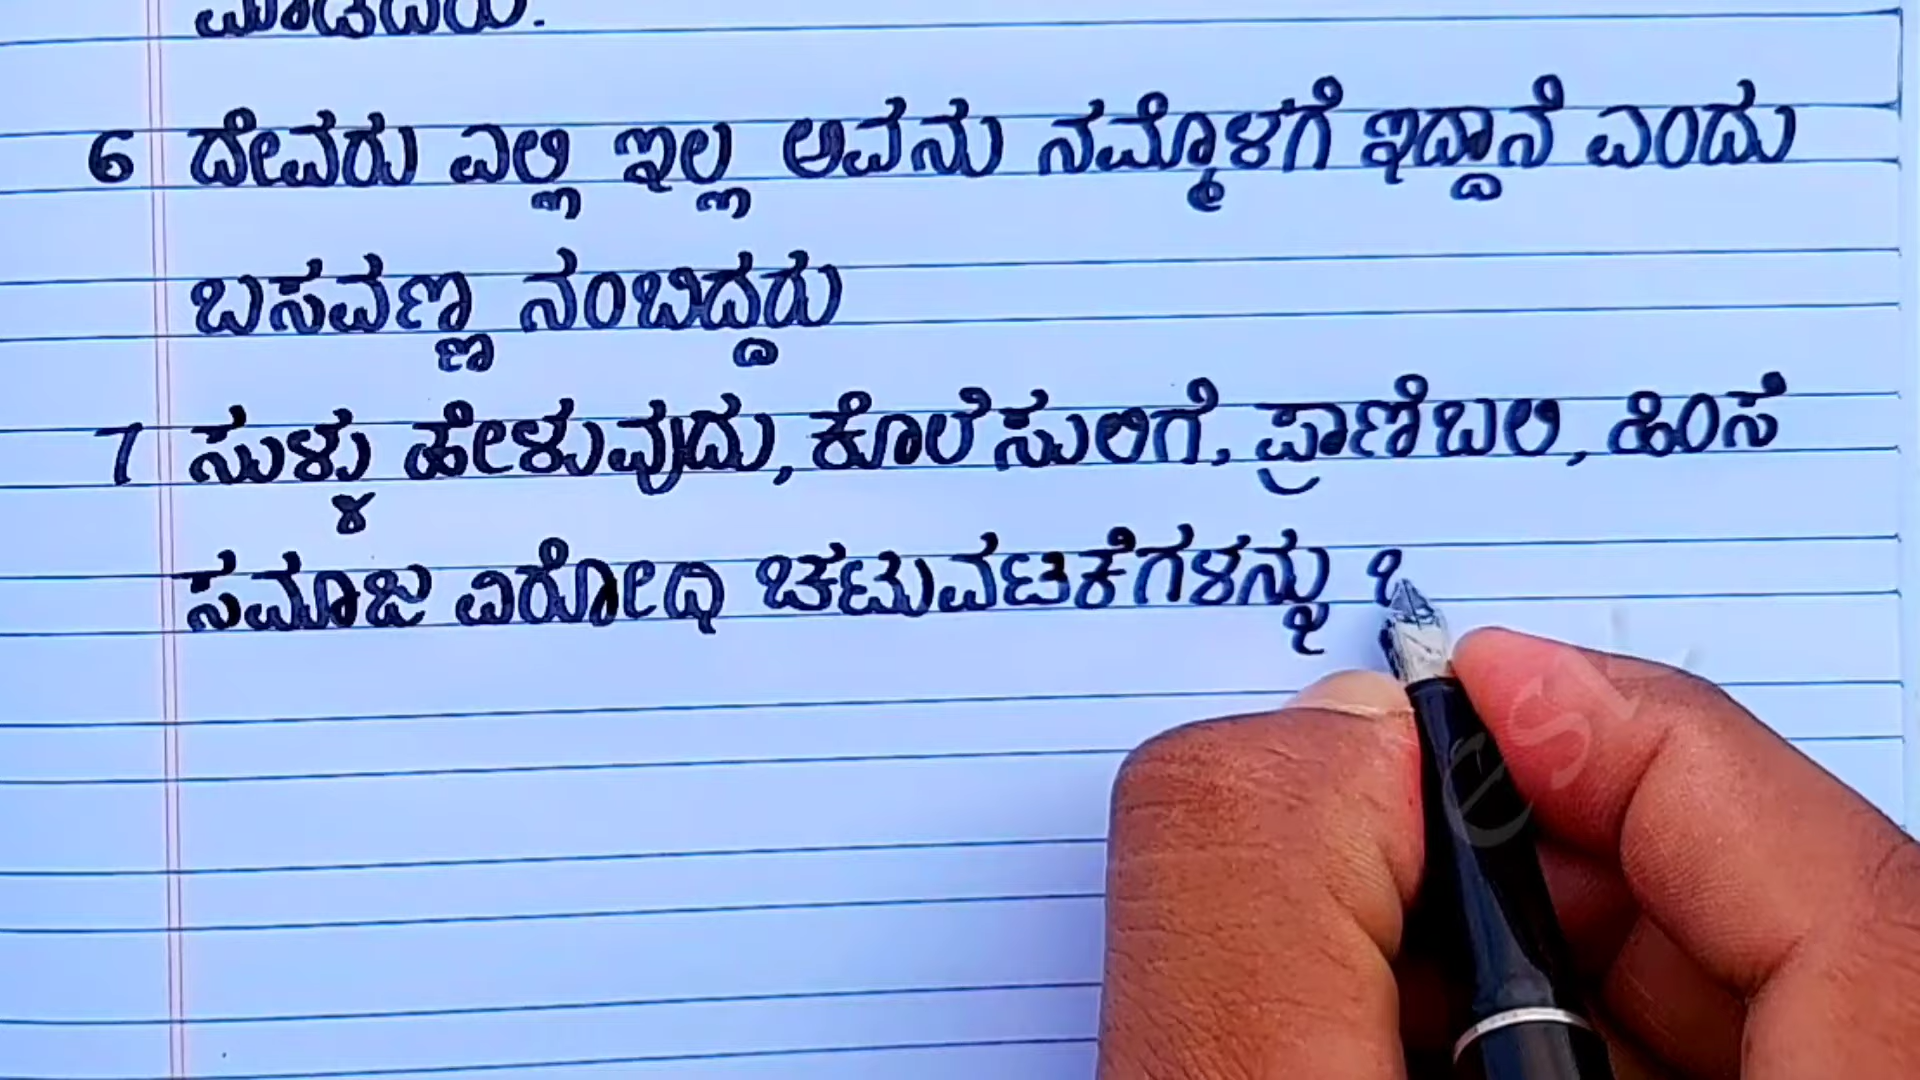 6 ದೇವರು ಎಲ್ಲಿ ಇಲ್ಲ ಅವನು ನಮ್ಮೊಳಗೆ ಇದ್ದಾನೆ ಎಂದು
ಬಸವಣ್ಣ ನಂಬಿದ್ದರು
7 ಸುಳ್ಳು ಹೇಳುವುದು, ಕೊಲೆ ಸುಲಿಗೆ, ಪ್ರಾಣಿಬಲಿ, ಹಿಂಸೆ
ಸಮಾಜ ವಿರೋಧಿ ಚಟುವಟಿಕೆಗಳನ್ನು